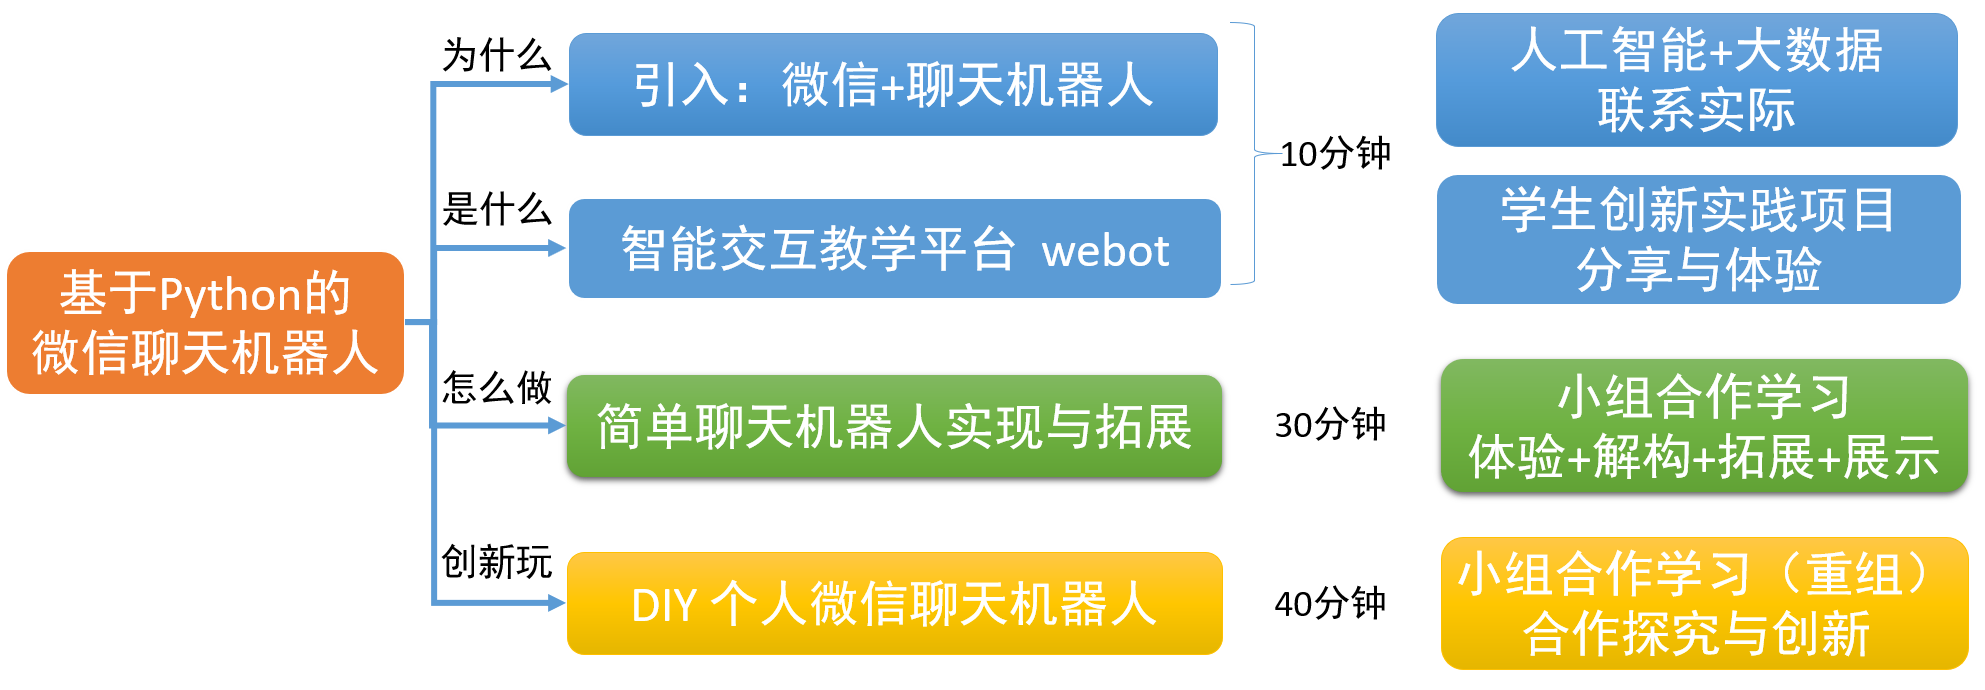 基于Python的
微信聊天机器人
为什么
引入：微信+聊天机器人
是什么
智能交互教学平台 webot
10分钟
人工智能+大数据
联系实际
学生创新实践项目
分享与体验
怎么做
简单聊天机器人实现与拓展
30分钟
小组合作学习
体验+解构+拓展+展示
创新玩
DIY 个人微信聊天机器人
40分钟
小组合作学习（重组）
合作探究与创新